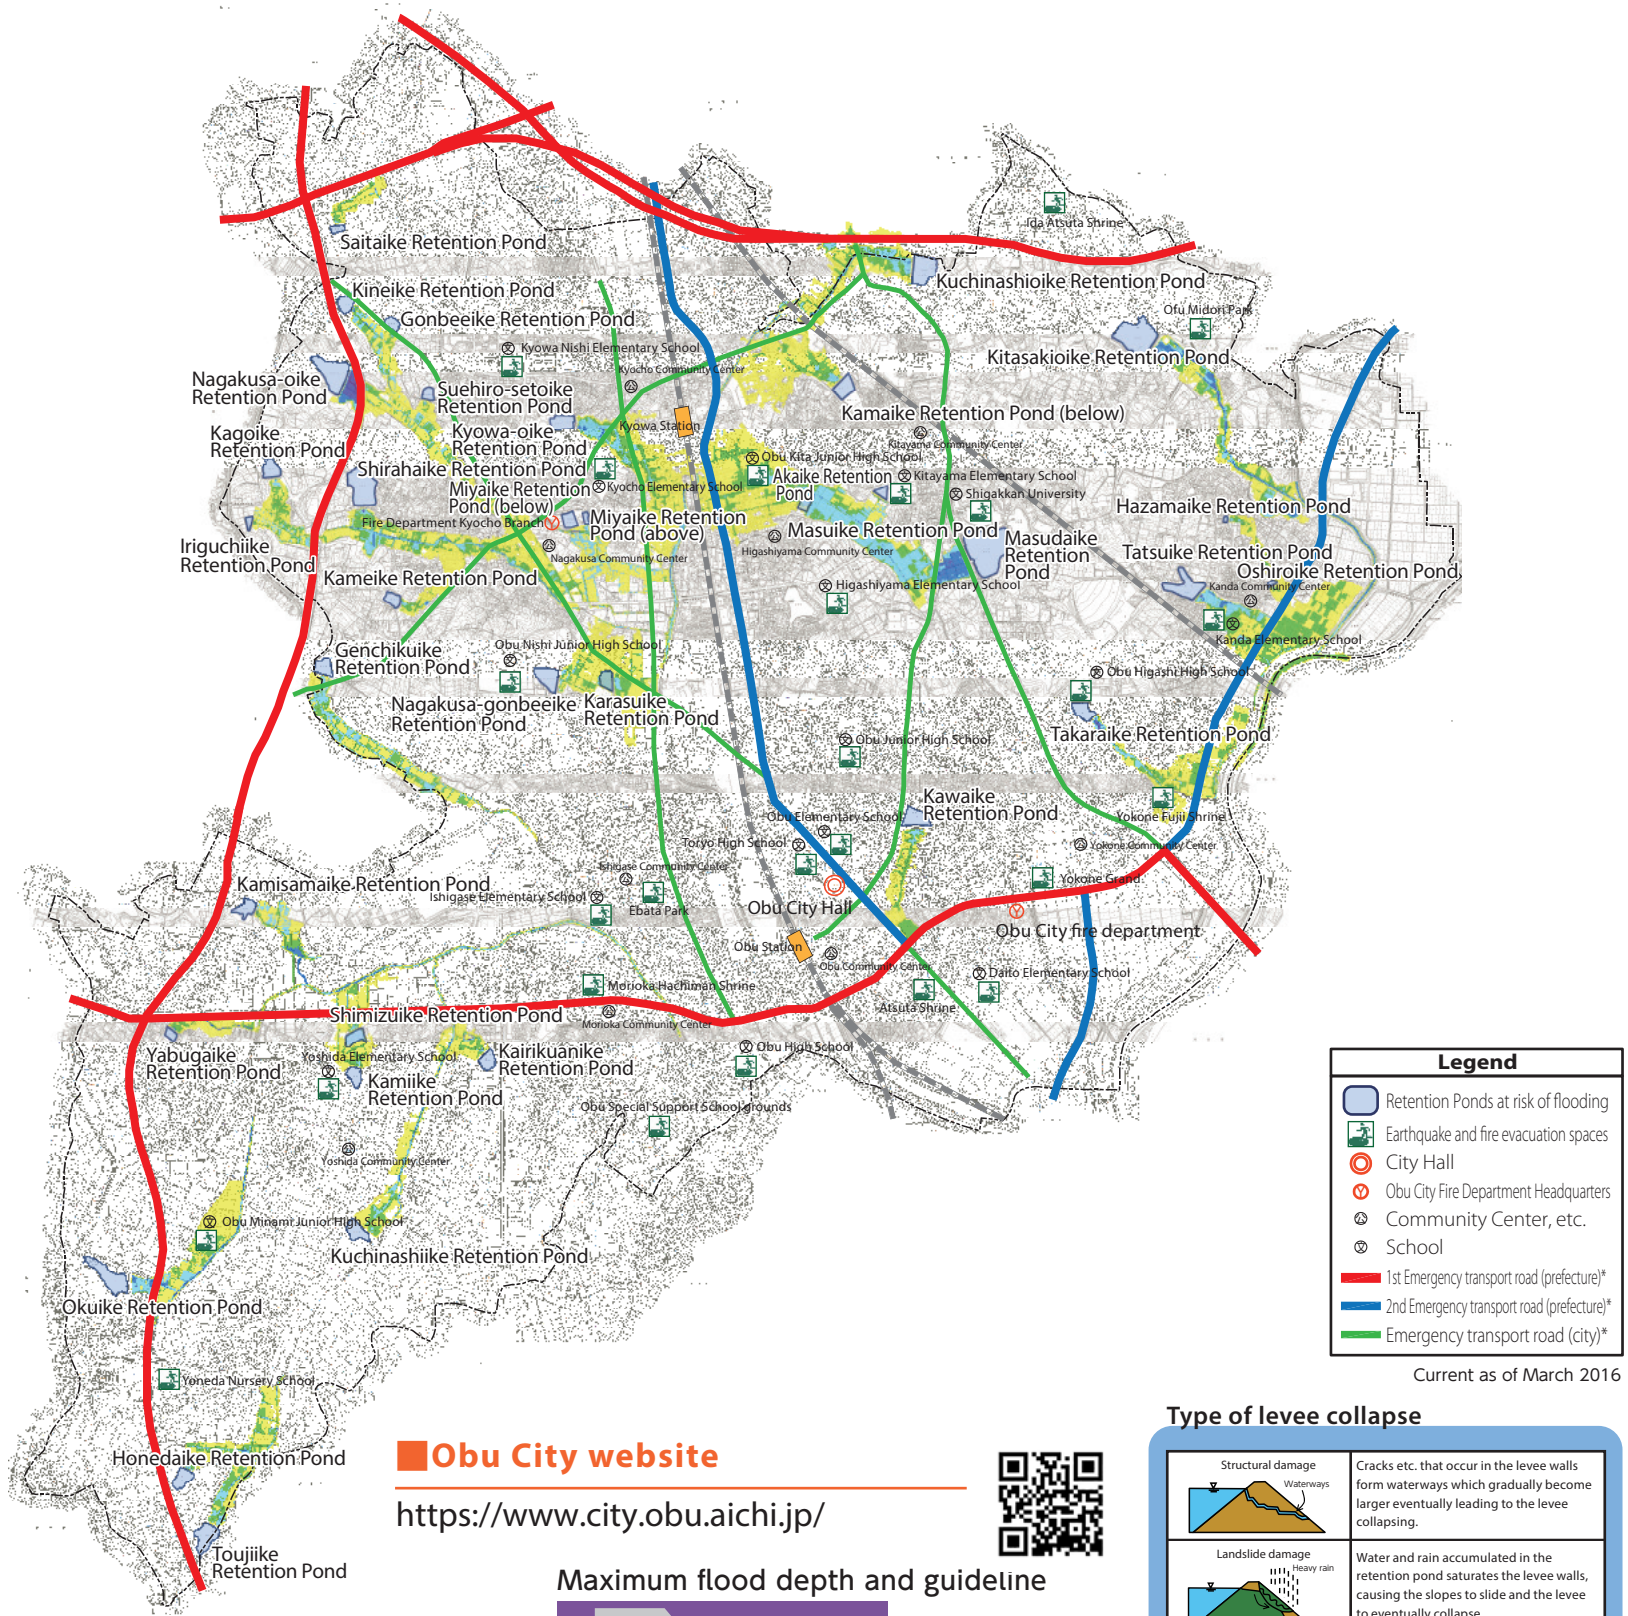 Ida Atsuta Shrine
Saitaike Retention Pond
Kuchinashioike Retention Pond
Kineike Retention Pond
Ofu Midori Park
Gonbeeike Retention Pond
Kyowa Nishi Elementary School
Kitasakioike Retention Pond
Kyocho Community Center
Nagakusa-oike
Retention Pond
Suehiro-setoike
Retention Pond
Kamaike Retention Pond (below)
Kyowa Station
Kagoike
Retention Pond
Kyowa-oike
Retention Pond
Kitayama Community Center
Obu Kita Junior High School
Shirahaike Retention Pond
Akaike Retention
Pond
Kitayama Elementary School
Kyocho Elementary School
Miyaike Retention
Pond (below)
Shigakkan University
Hazamaike Retention Pond
Fire Department Kyocho Branch
Miyaike Retention
Pond (above)
Masuike Retention Pond
Masudaike
Retention
Pond
Iriguchiike
Retention Pond
Nagakusa Community Center
Higashiyama Community Center
Tatsuike Retention Pond
Oshiroike Retention Pond
Kameike Retention Pond
Higashiyama Elementary School
Kanda Community Center
Kanda Elementary School
Genchikuike
Retention Pond
Obu Nishi Junior High School
Obu Higashi High School
Nagakusa-gonbeeike
Retention Pond
Karasuike
Retention Pond
Takaraike Retention Pond
Obu Junior High School
Kawaike
Retention Pond
Obu Elementary School
Yokone Fujii Shrine
Toryo High School
Yokone Community Center
Ishigase Community Center
Kamisamaike Retention Pond
Yokone Grand
Ishigase Elementary School
Ebata Park
Obu City Hall
Obu City fire department
Obu Station
Obu Community Center
Daito Elementary School
Morioka Hachiman Shrine
Atsuta Shrine
Shimizuike Retention Pond
Morioka Community Center
Yabugaike
Retention Pond
Yoshida Elementary School
Kairikuanike
Retention Pond
Obu High School
Kamiike
Retention Pond
Obu Special Support School grounds
Yoshida Community Center
Obu Minami Junior High School
Kuchinashiike Retention Pond
Okuike Retention Pond
Yoneda Nursery School
Honedaike Retention Pond
Toujiike
Retention Pond
Legend
Retention Ponds at risk of flooding
Earthquake and fire evacuation spaces
City Hall
Obu City Fire Department Headquarters
Community Center, etc.
School
1st Emergency transport road (prefecture)*
2nd Emergency transport road (prefecture)*
Emergency transport road (city)*
Current as of March 2016
■Obu City website
https://www.city.obu.aichi.jp/
Maximum flood depth and guideline
Type of levee collapse
Structural damage
Waterways
Cracks etc. that occur in the levee walls
form waterways which gradually become
larger eventually leading to the levee
collapsing.
Landslide damage
Heavy rain
Water and rain accumulated in the
retention pond saturates the levee walls,
causing the slopes to slide and the levee
to eventually collapse